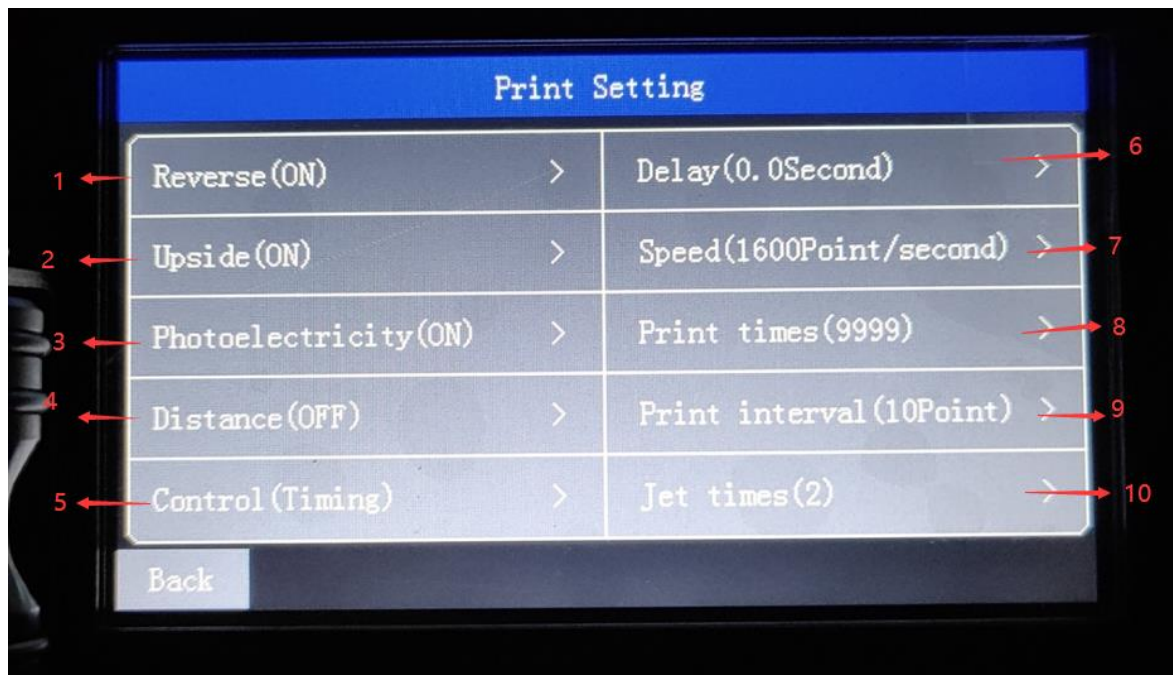 Print Setting
1 Reverse(ON) > Delay(0.0Second) > 6
2 Upside(ON) > Speed(1600Point/second) > 7
3 Photoelectricity(ON) > Print times(9999) > 8
4 Distance(OFF) > Print interval(10Point) > 9
5 Control(Timing) > Jet times(2) > 10
Back